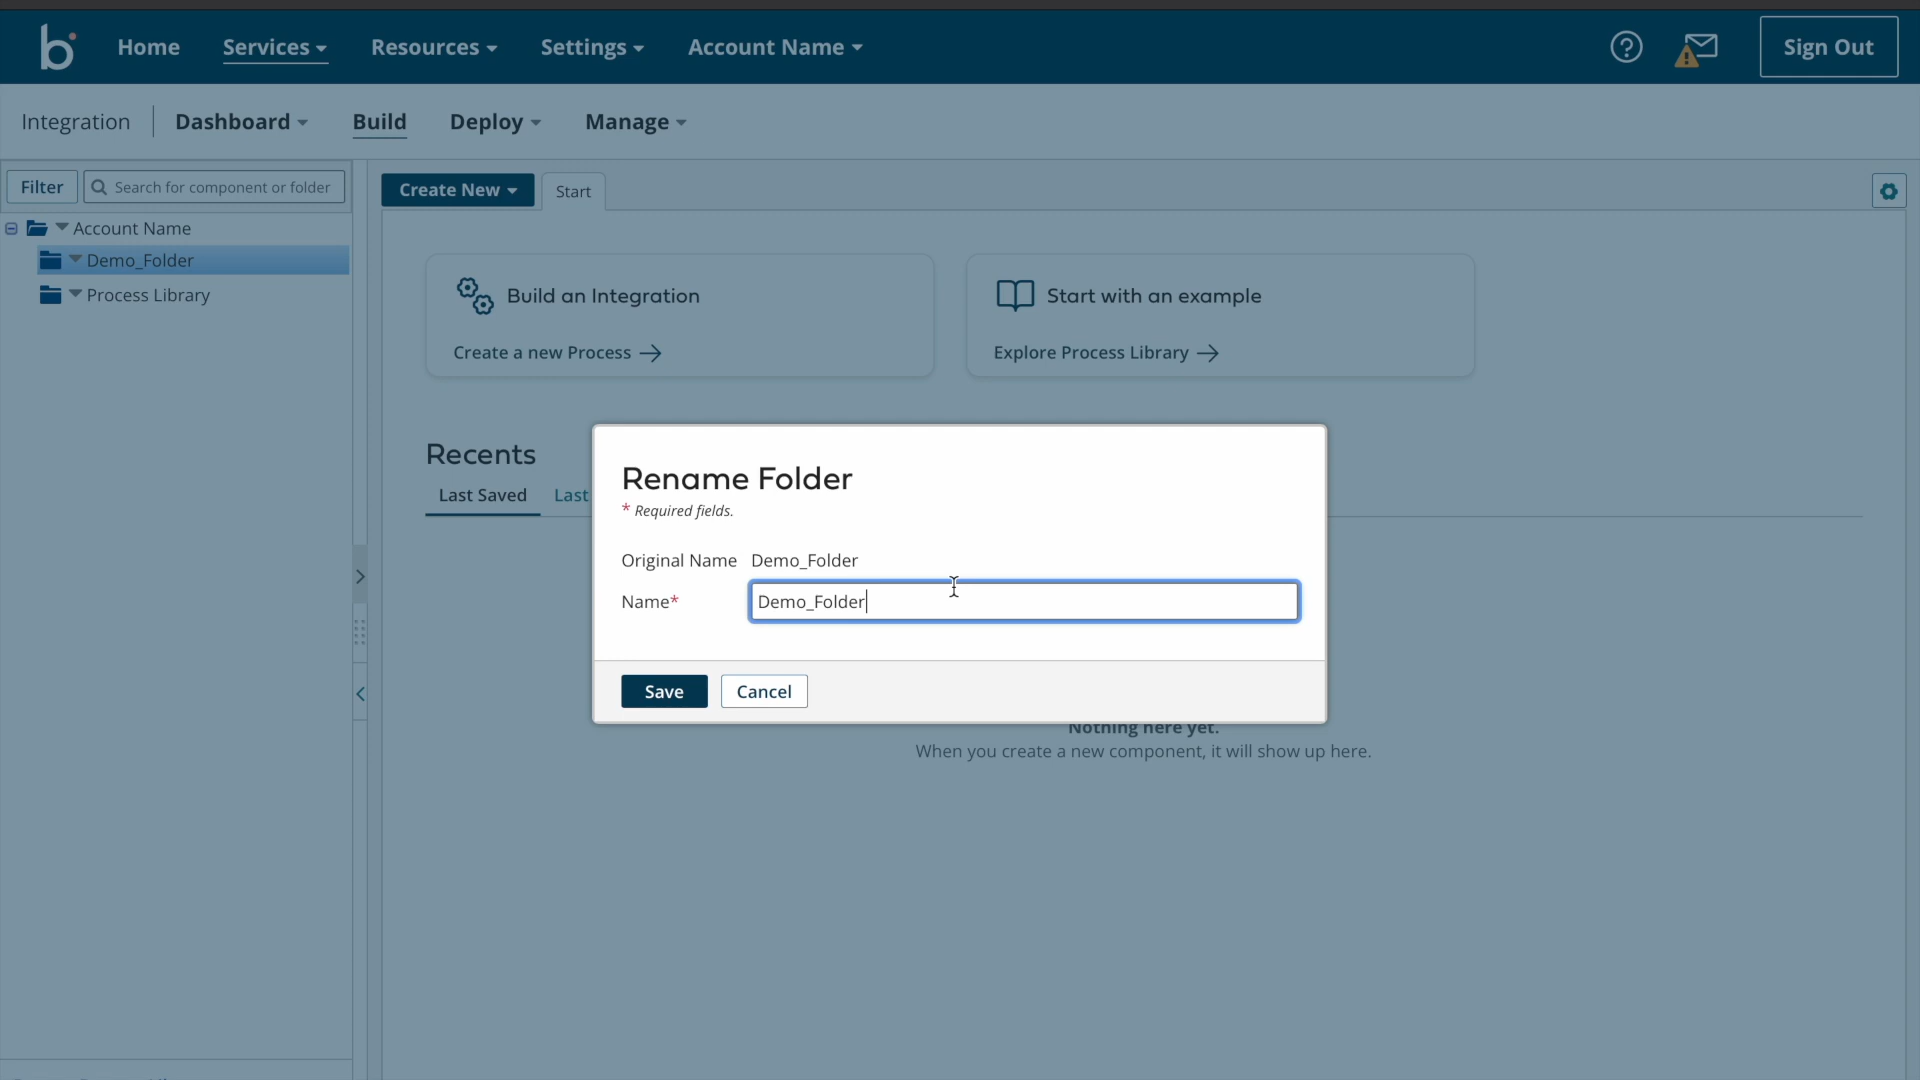 b Home Services Resources Settings Account Name ? Sign Out
Integration Dashboard Build Deploy Manage
Filter Search for component or folder
Create New Start
Account Name
Demo_Folder
Process Library
Build an Integration
Create a new Process →
Start with an example
Explore Process Library →
Recents
Last Saved Last
Rename Folder
* Required fields.
Original Name Demo_Folder
Name* Demo_Folder
Save Cancel
Nothing here yet.
When you create a new component, it will show up here.